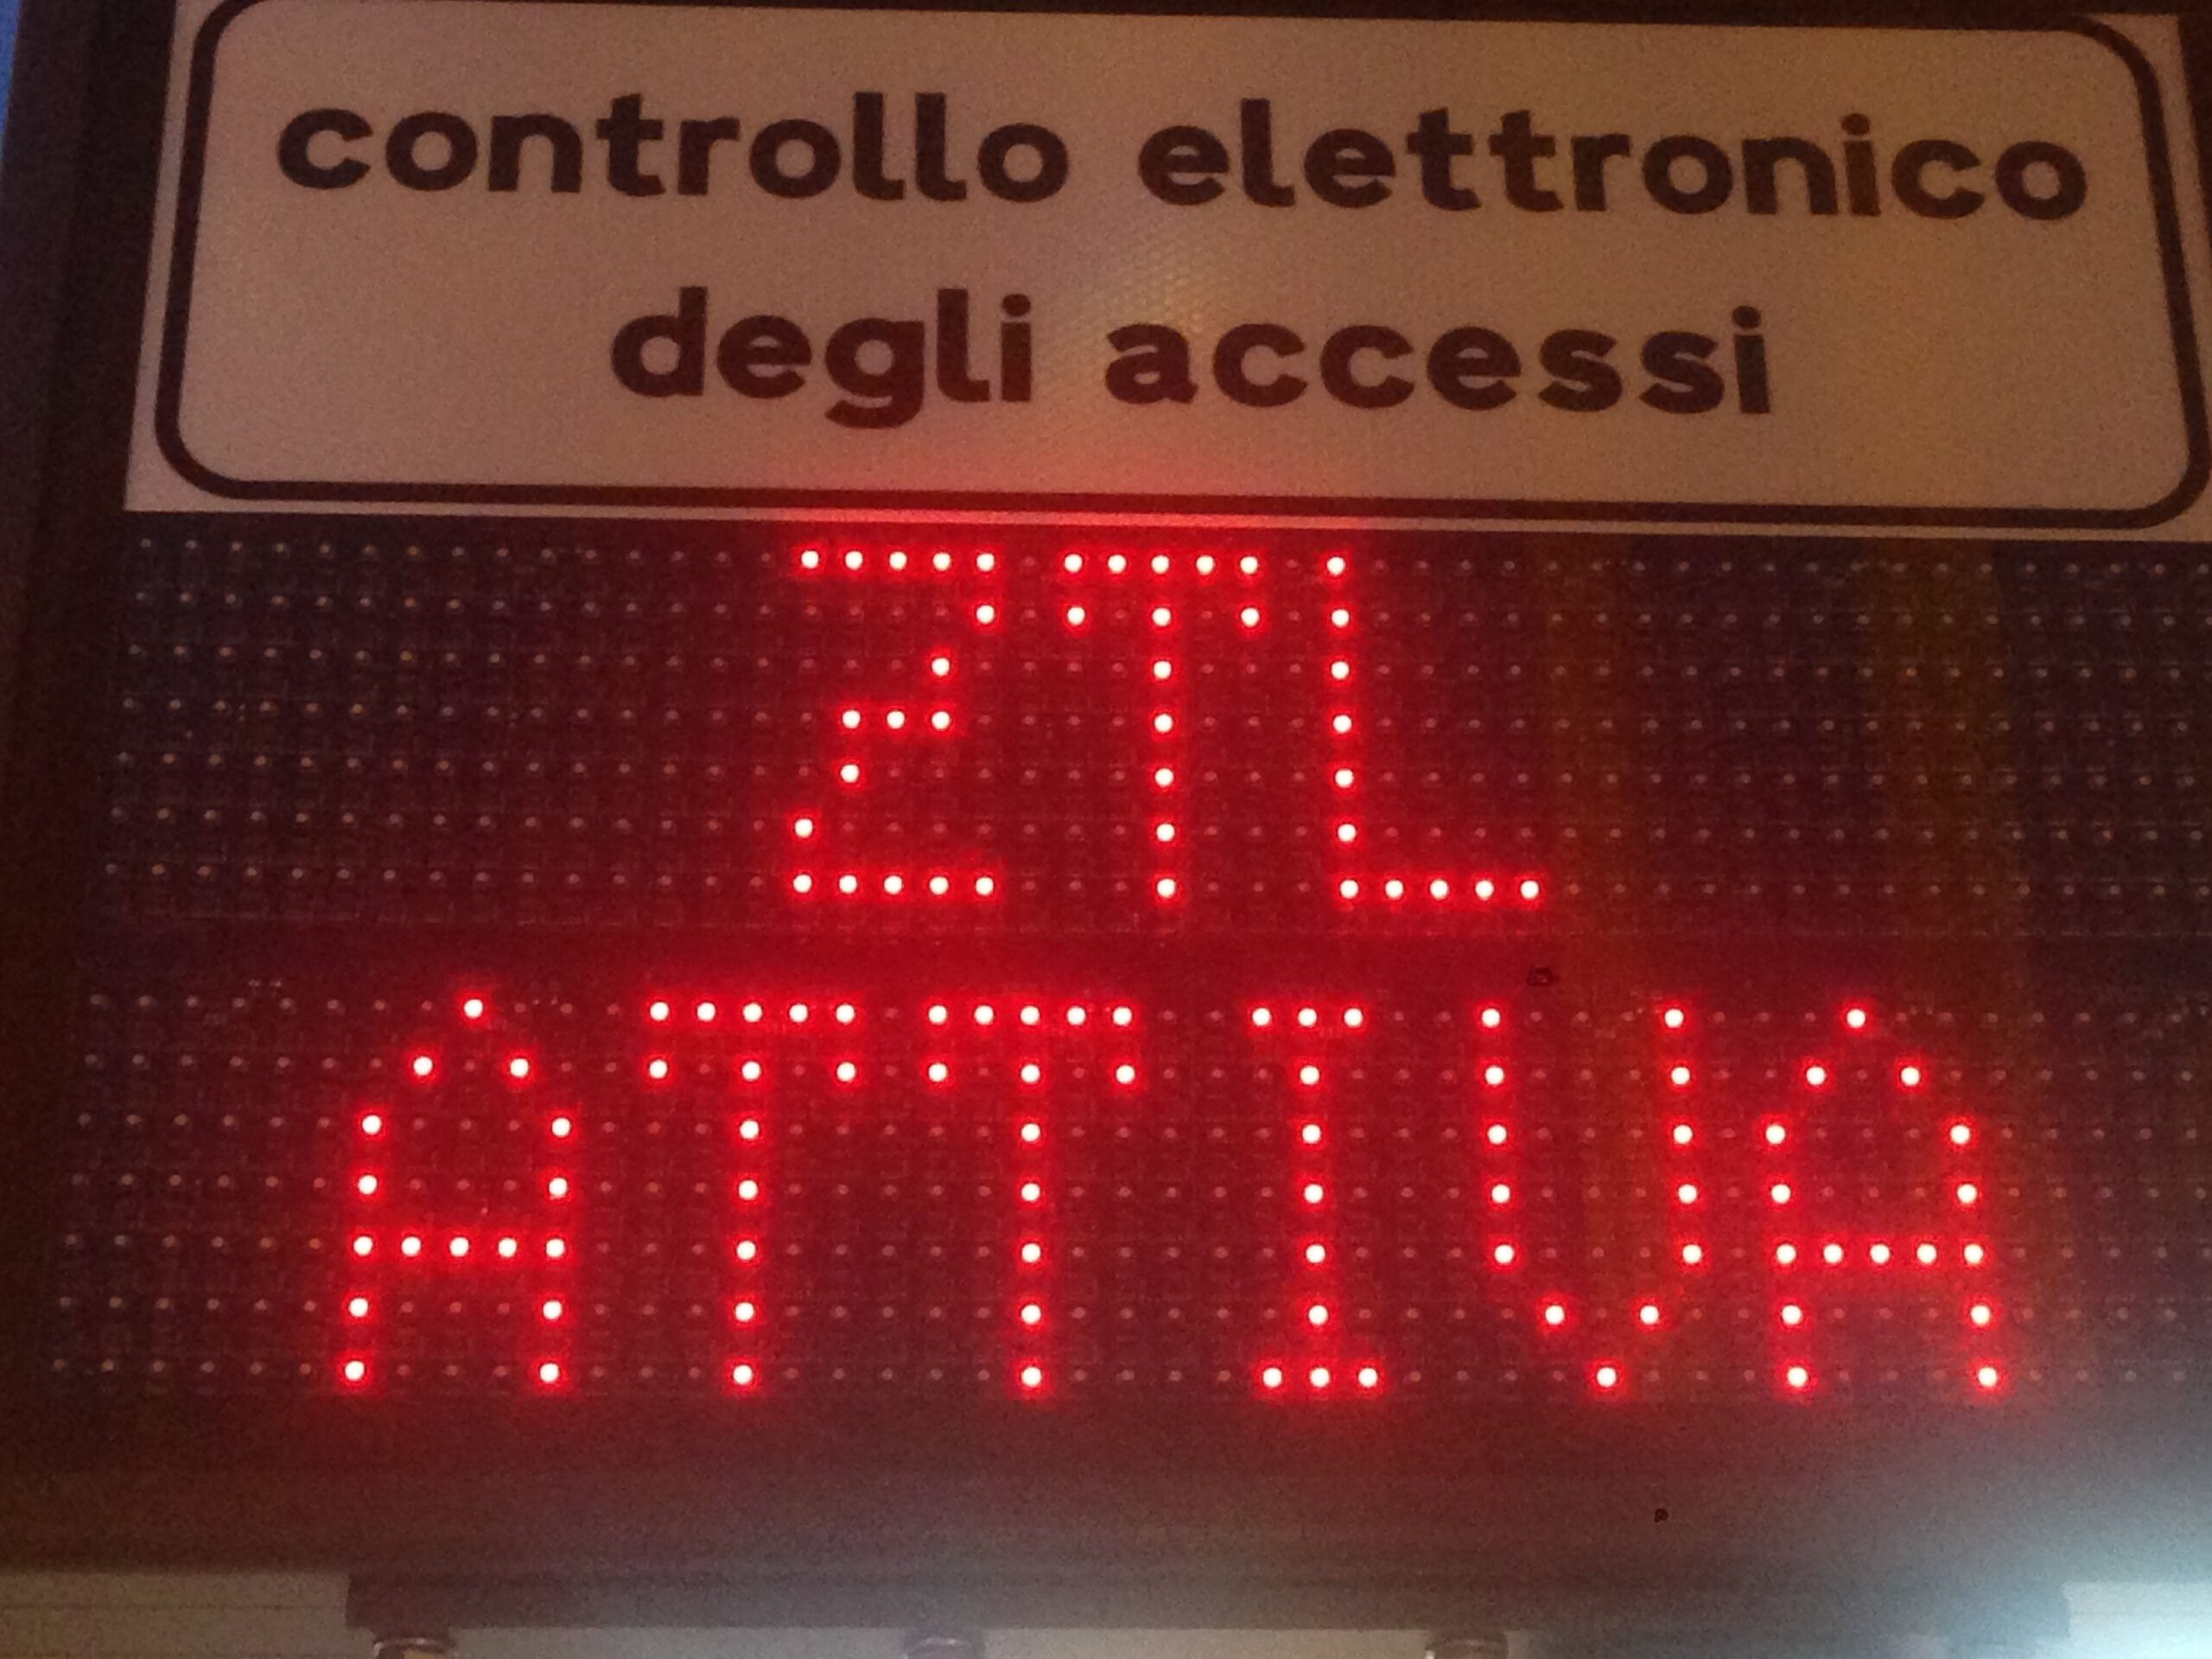 controllo elettronico
degli accessi
ZTL
ATTIVA